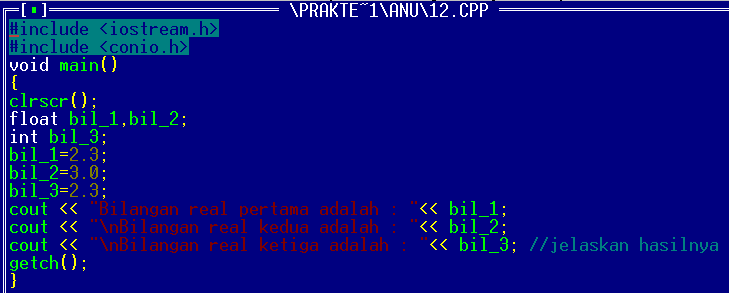 [▪] \PRAKTE~1\ANU\12.CPP
#include <iostream.h>
#include <conio.h>
void main()
{
clrscr();
float bil_1,bil_2;
int bil_3;
bil_1=2.3;
bil_2=3.0;
bil_3=2.3;
cout << "Bilangan real pertama adalah : "<< bil_1;
cout << "\nBilangan real kedua adalah : "<< bil_2;
cout << "\nBilangan real ketiga adalah : "<< bil_3; //jelaskan hasilnya
getch();
}